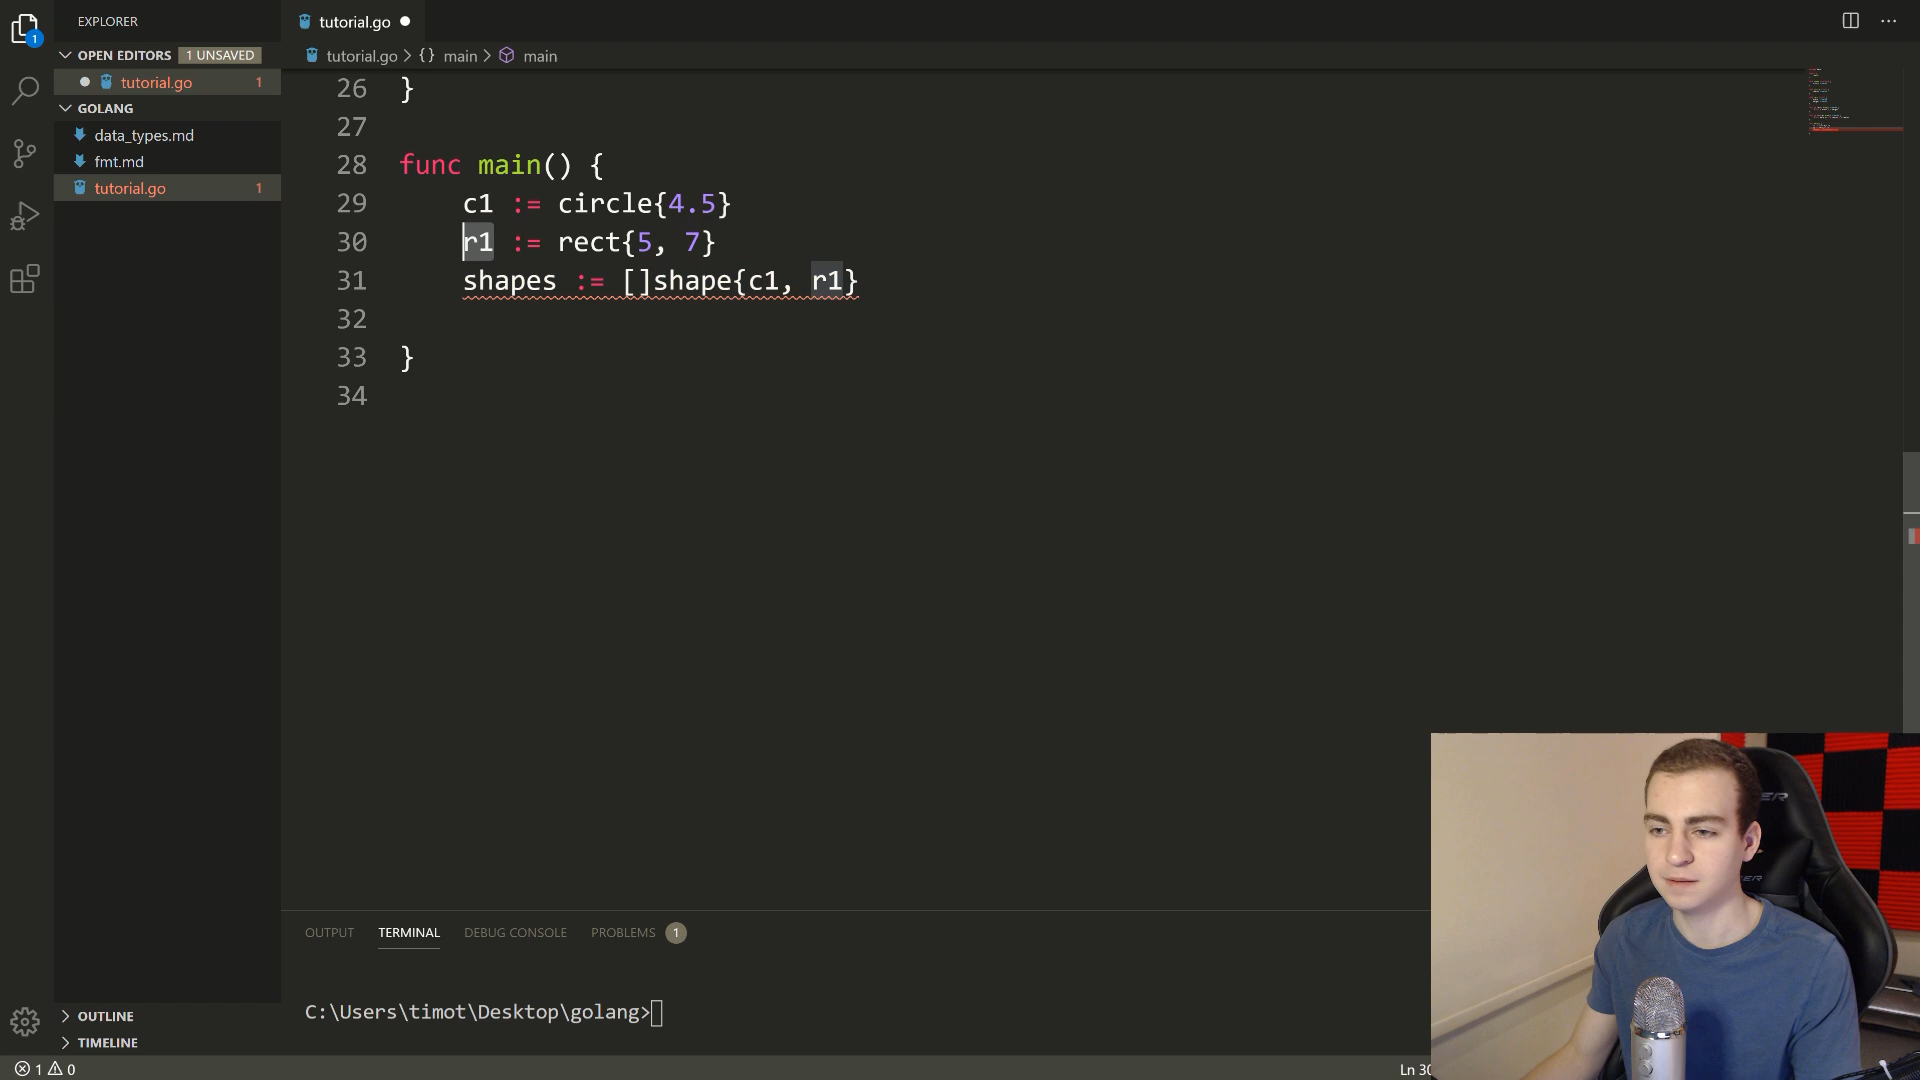 EXPLORER
tutorial.go
1
OPEN EDITORS 1 UNSAVED
tutorial.go > {} main > main
tutorial.go 1
GOLANG
data_types.md
fmt.md
tutorial.go 1
26 }
27
28 func main() {
29 c1 := circle{4.5}
30 r1 := rect{5, 7}
31 shapes := []shape{c1, r1}
32
33 }
34
OUTPUT TERMINAL DEBUG CONSOLE PROBLEMS 1
C:\Users\timot\Desktop\golang>
OUTLINE
TIMELINE
1 0
Ln 30